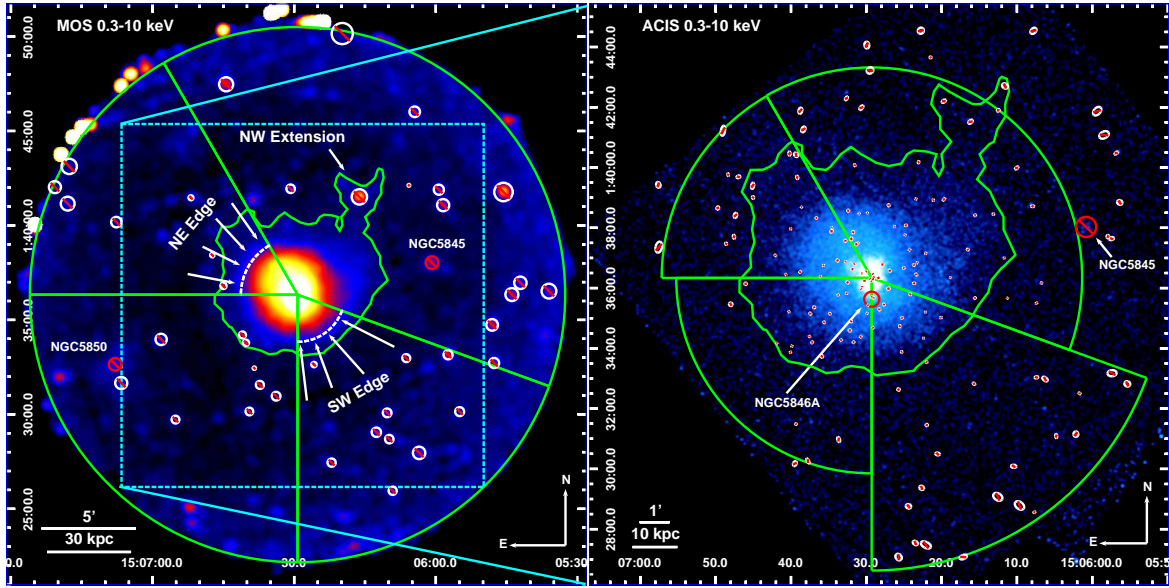 MOS 0.3-10 keV
NW Extension
NE Edge
NGC5845
NGC5850
SW Edge
5'
30 kpc
N
E
50:00.0
45:00.0
1:40:00.0
35:00.0
30:00.0
25:00.0
0.0
15:07:00.0
30.0
15:06:00.0
05:30
ACIS 0.3-10 keV
NGC5845
NGC5846A
1'
10 kpc
N
E
44:00.0
42:00.0
1:40:00.0
38:00.0
36:00.0
34:00.0
32:00.0
30:00.0
28:00.0
07:00.0
40.0
30.0
20.0
10.0
15:06:00.0
05:5